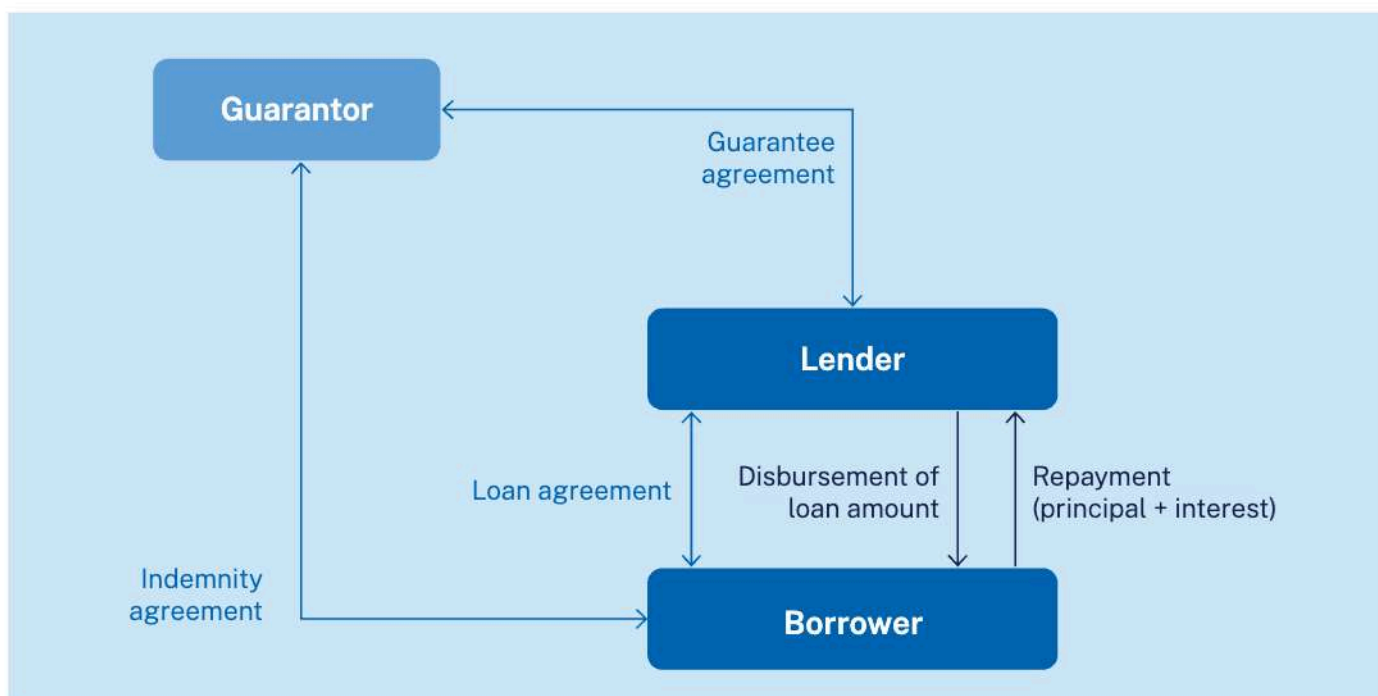 Guarantor
Guarantee
agreement
Lender
Loan agreement
Disbursement of
loan amount
Repayment
(principal + interest)
Indemnity
agreement
Borrower